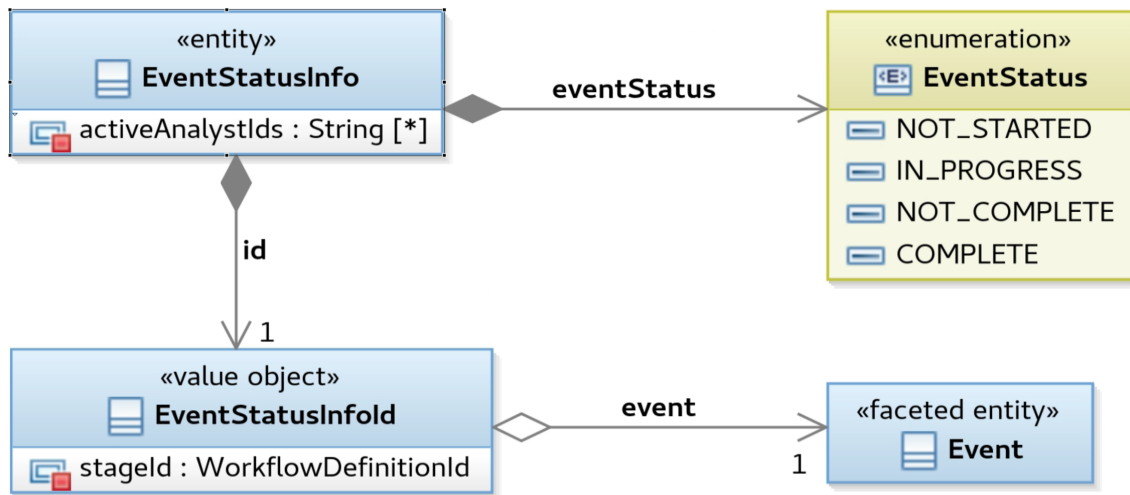 «entity»
EventStatusInfo
activeAnalystIds : String [*]
eventStatus
«enumeration»
<E>
EventStatus
NOT_STARTED
IN_PROGRESS
NOT_COMPLETE
COMPLETE
id
1
«value object»
EventStatusInfoId
stageId : WorkflowDefinitionId
event
1
«faceted entity»
Event